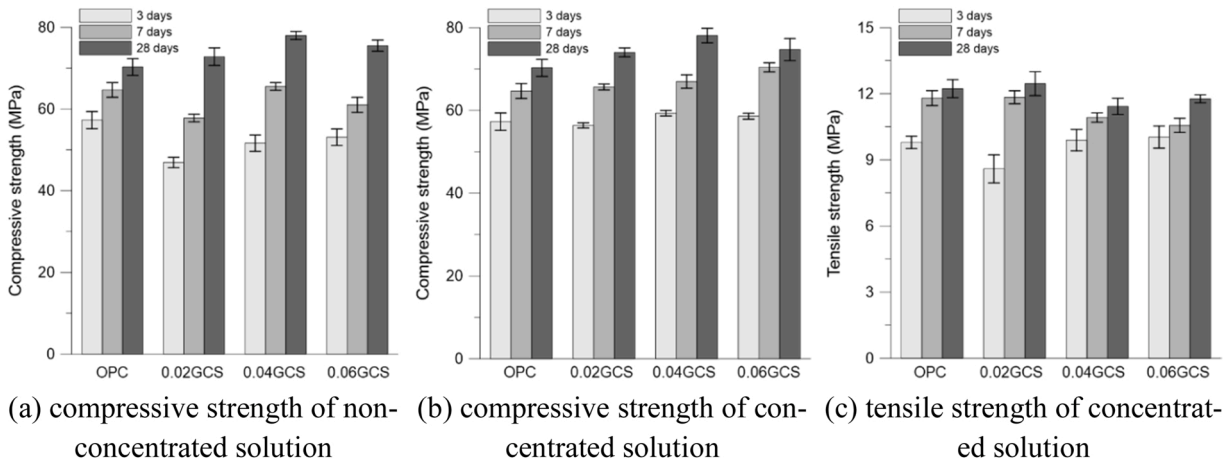 3 days
7 days
28 days
80
60
40
20
0
Compressive strength (MPa)
OPC 0.02GCS 0.04GCS 0.06GCS
(a) compressive strength of non-
concentrated solution
3 days
7 days
28 days
80
60
40
20
0
Compressive strength (MPa)
OPC 0.02GCS 0.04GCS 0.06GCS
(b) compressive strength of con-
centrated solution
3 days
7 days
28 days
15
12
9
6
3
0
Tensile strength (MPa)
OPC 0.02GCS 0.04GCS 0.06GCS
(c) tensile strength of concentrat-
ed solution